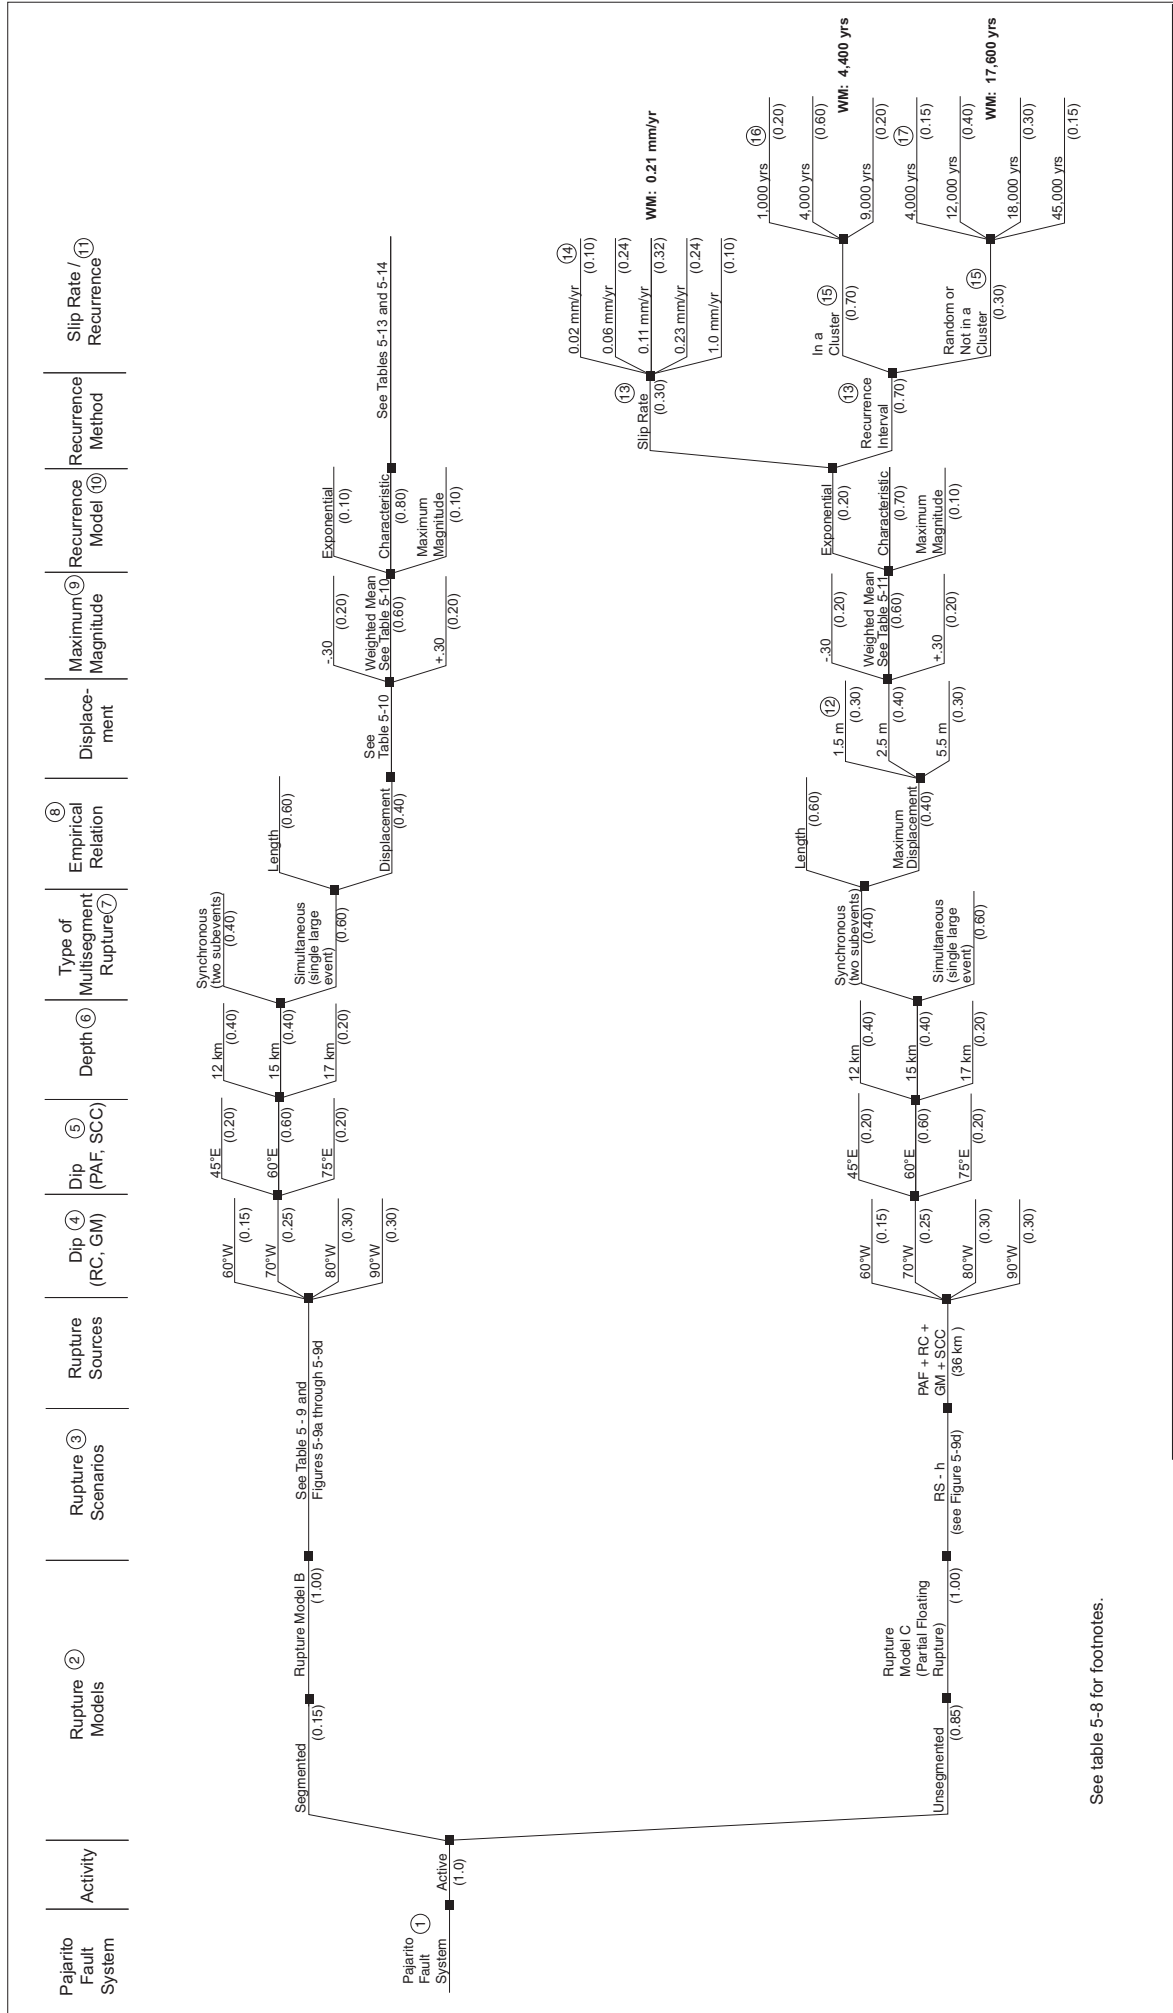 Pajarito
Fault
System
Activity
Rupture ②
Models
Rupture ③
Scenarios
Rupture
Sources
Dip ④
(RC, GM)
Dip ⑤
(PAF, SCC)
Depth ⑥
Type of
Multisegment
Rupture ⑦
⑧
Empirical
Relation
Displace-
ment
Maximum ⑨
Magnitude
Recurrence
Model ⑩
Recurrence
Method
Slip Rate / ⑪
Recurrence
Pajarito
Fault ①
System
Active
(1.0)
Segmented
(0.15)
Rupture Model B
(1.00)
See Table 5 - 9 and
Figures 5-9a through 5-9d
60°W
(0.15)
70°W
(0.25)
80°W
(0.30)
90°W
(0.30)
45°E
(0.20)
60°E
(0.60)
75°E
(0.20)
12 km
(0.40)
15 km
(0.40)
17 km
(0.20)
Synchronous
(two subevents)
(0.40)
Simultaneous
(single large
event)
(0.60)
Length
(0.60)
Displacement
(0.40)
See
Table 5-10
-.30
(0.20)
Weighted Mean
See Table 5-10
(0.60)
+.30
(0.20)
Exponential
(0.10)
Characteristic
(0.80)
Maximum
Magnitude
(0.10)
See Tables 5-13 and 5-14
Unsegmented
(0.85)
Rupture
Model C
(Partial Floating
Rupture)
(1.00)
RS - h
(see Figure 5-9d)
PAF + RC +
GM + SCC
(36 km )
60°W
(0.15)
70°W
(0.25)
80°W
(0.30)
90°W
(0.30)
45°E
(0.20)
60°E
(0.60)
75°E
(0.20)
12 km
(0.40)
15 km
(0.40)
17 km
(0.20)
Synchronous
(two subevents)
(0.40)
Simultaneous
(single large
event)
(0.60)
Length
(0.60)
Maximum
Displacement
(0.40)
1.5 m ⑫
(0.30)
2.5 m
(0.40)
5.5 m
(0.30)
-.30
(0.20)
Weighted Mean
See Table 5-11
(0.60)
+.30
(0.20)
Exponential
(0.20)
Characteristic
(0.70)
Maximum
Magnitude
(0.10)
⑬
Slip Rate
(0.30)
0.02 mm/yr ⑭
(0.10)
0.06 mm/yr
(0.24)
0.11 mm/yr
(0.32)
0.23 mm/yr
(0.24)
1.0 mm/yr
(0.10)
WM: 0.21 mm/yr
⑬
Recurrence
Interval
(0.70)
In a
Cluster ⑮
(0.70)
1,000 yrs ⑯
(0.20)
4,000 yrs
(0.60)
9,000 yrs
(0.20)
WM: 4,400 yrs
Random or
Not in a
Cluster ⑮
(0.30)
4,000 yrs ⑰
(0.15)
12,000 yrs
(0.40)
18,000 yrs
(0.30)
45,000 yrs
(0.15)
WM: 17,600 yrs
See table 5-8 for footnotes.